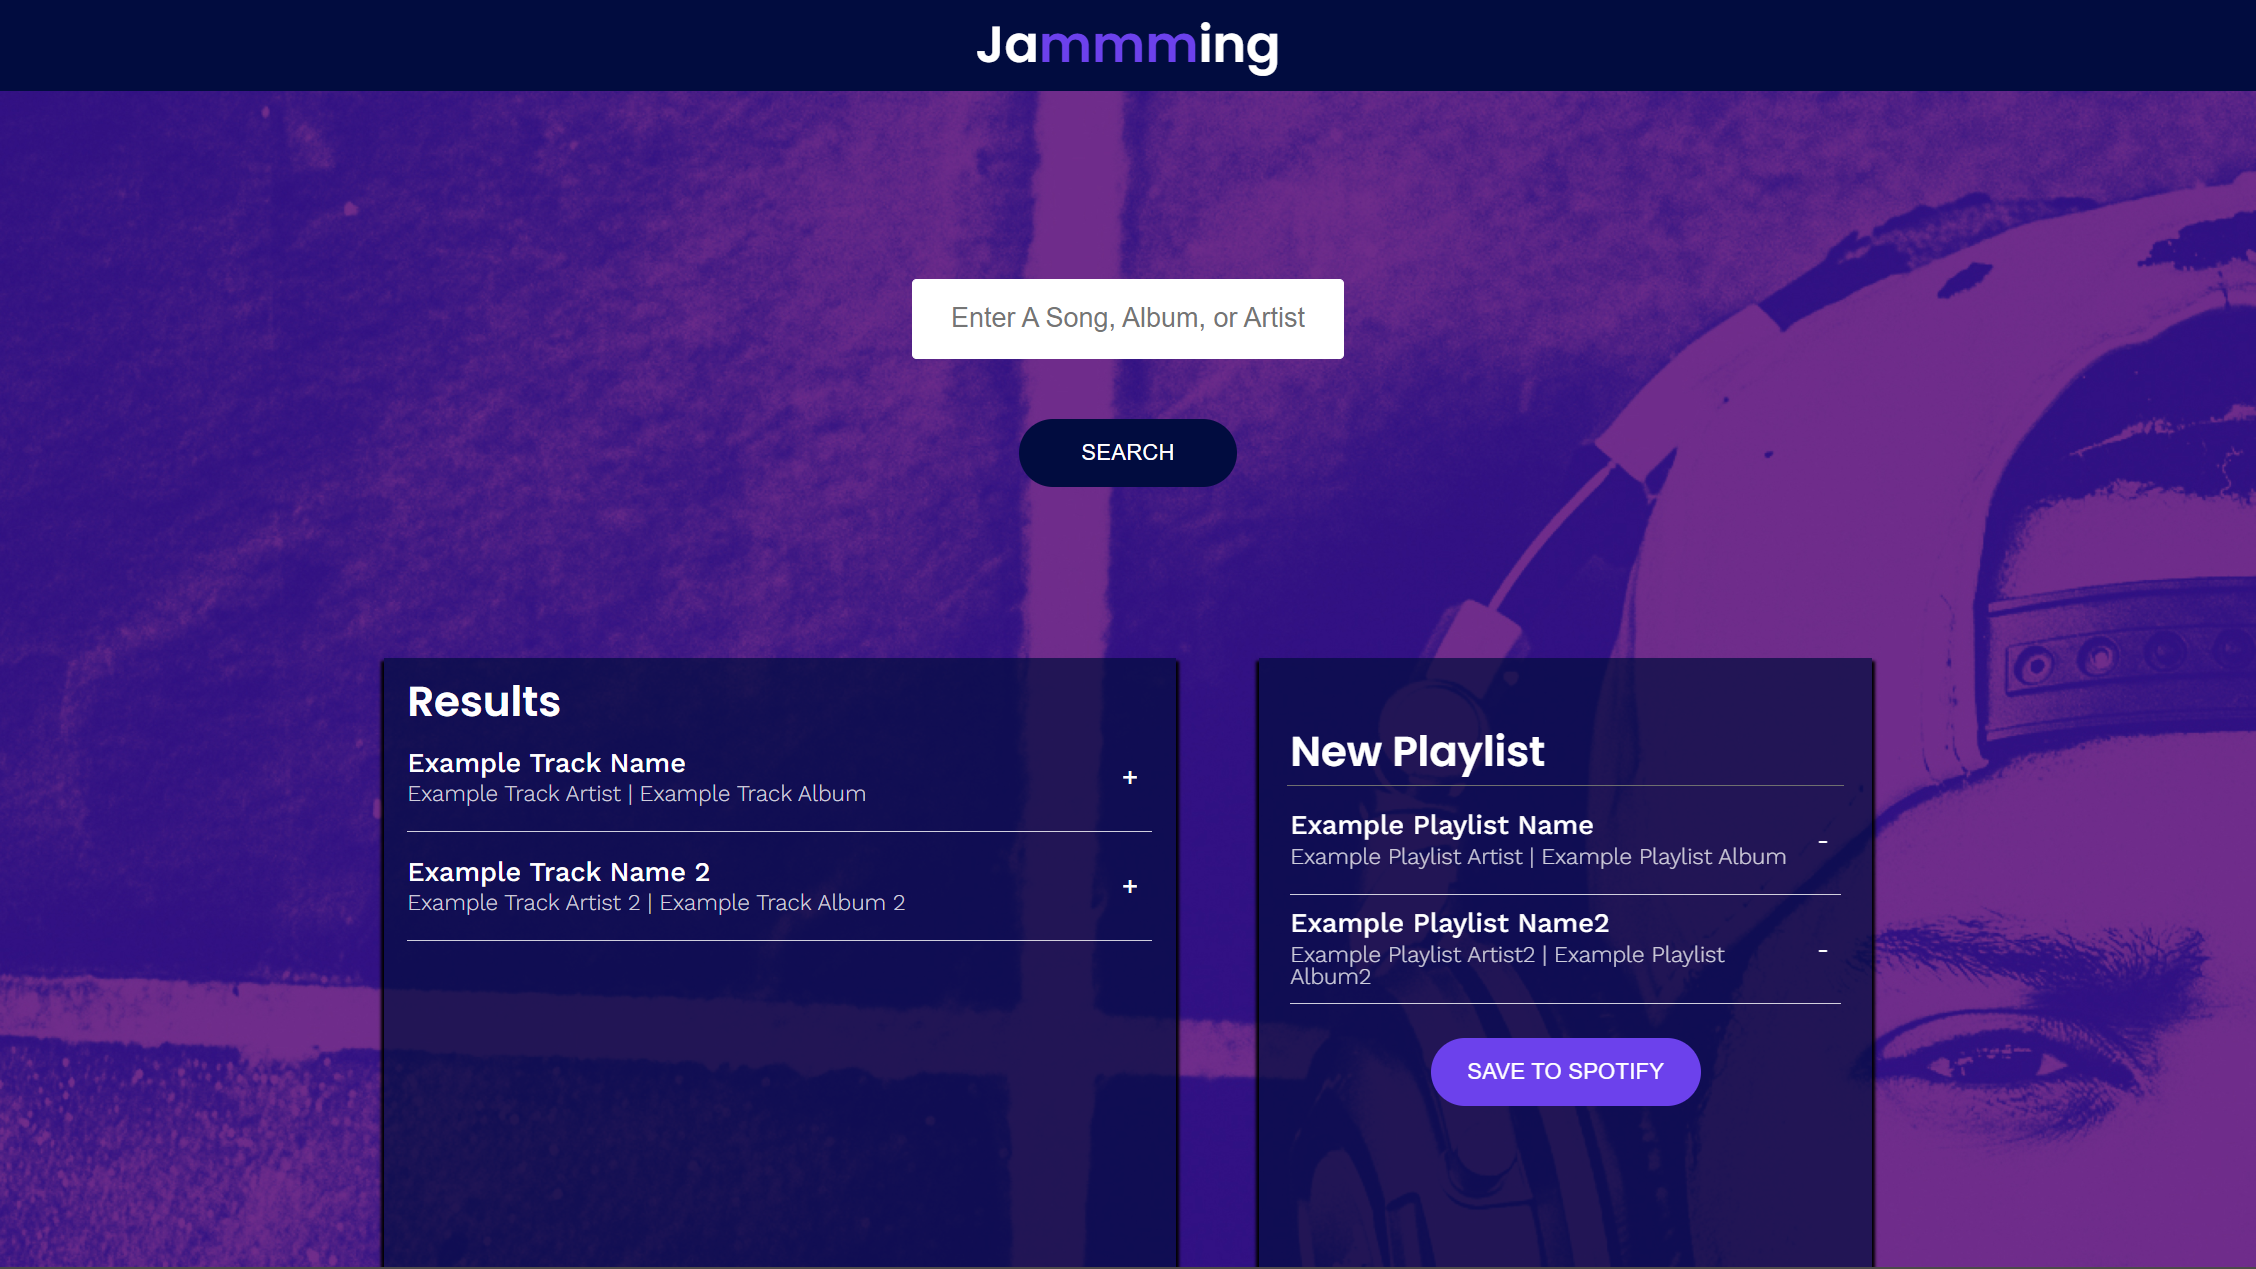 Jammming
Enter A Song, Album, or Artist
SEARCH
Results
Example Track Name
Example Track Artist | Example Track Album
+
Example Track Name 2
Example Track Artist 2 | Example Track Album 2
+
New Playlist
Example Playlist Name
Example Playlist Artist | Example Playlist Album
-
Example Playlist Name2
Example Playlist Artist2 | Example Playlist
Album2
-
SAVE TO SPOTIFY